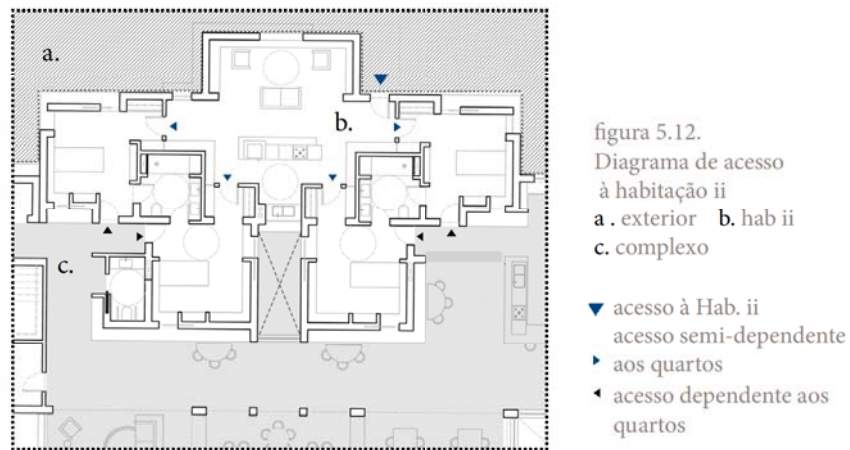 a.
b.
c.
figura 5.12.
Diagrama de acesso
à habitação ii
a . exterior b. hab ii
c. complexo
acesso à Hab. ii
acesso semi-dependente
aos quartos
acesso dependente aos
quartos